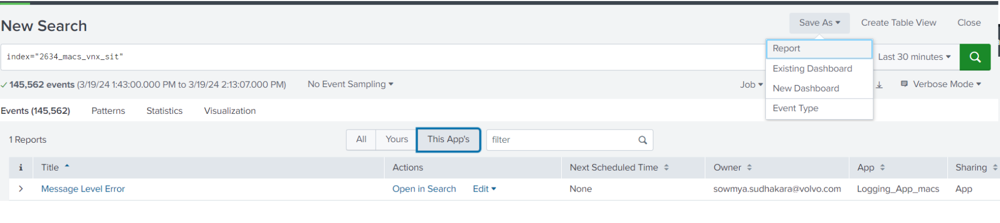 New Search
Save As Create Table View Close
index="2634_macs_vnx_sit"
Report
Last 30 minutes
Existing Dashboard
145,562 events (3/19/24 1:43:00.000 PM to 3/19/24 2:13:07.000 PM) No Event Sampling Job Verbose Mode
New Dashboard
Event Type
Events (145,562) Patterns Statistics Visualization
1 Reports All Yours This App's filter
i Title Actions Next Scheduled Time Owner App Sharing
Message Level Error Open in Search Edit None sowmya.sudhakara@volvo.com Logging_App_macs App